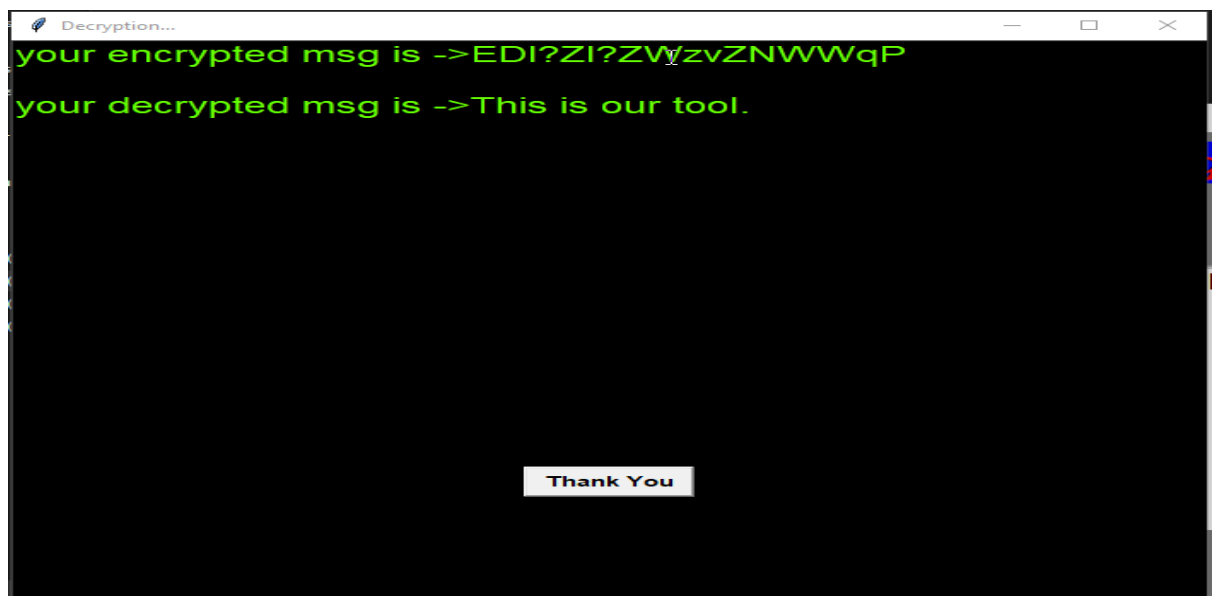 Decryption...
your encrypted msg is ->EDI?ZI?ZWzvZNWWqP
your decrypted msg is ->This is our tool.
Thank You